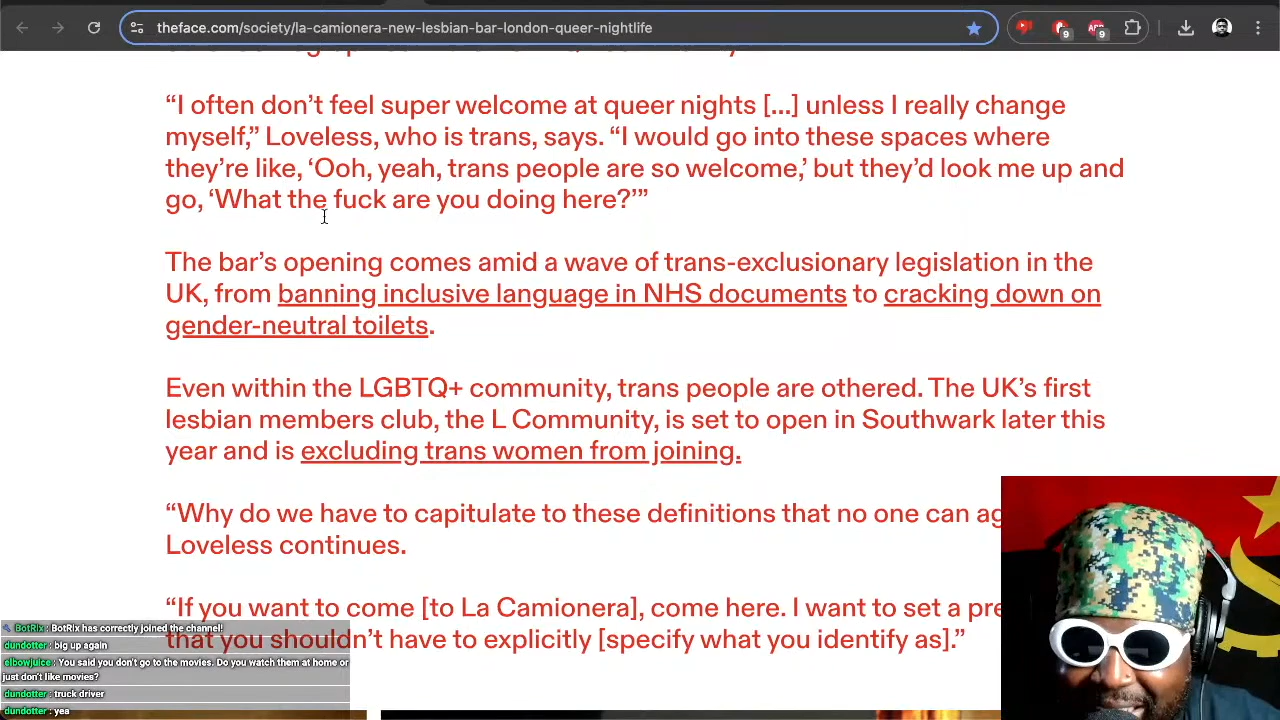 theface.com/society/la-camionera-new-lesbian-bar-london-queer-nightlife
9
ABP
9
“I often don’t feel super welcome at queer nights [...] unless I really change
myself,” Loveless, who is trans, says. “I would go into these spaces where
they’re like, ‘Ooh, yeah, trans people are so welcome,’ but they’d look me up and
go, ‘What the fuck are you doing here?’”
The bar’s opening comes amid a wave of trans-exclusionary legislation in the
UK, from banning inclusive language in NHS documents to cracking down on
gender-neutral toilets.
Even within the LGBTQ+ community, trans people are othered. The UK’s first
lesbian members club, the L Community, is set to open in Southwark later this
year and is excluding trans women from joining.
“Why do we have to capitulate to these definitions that no one can ag
Loveless continues.
“If you want to come [to La Camionera], come here. I want to set a pre
that you shouldn’t have to explicitly [specify what you identify as].”
BotRix : BotRix has correctly joined the channel!
dundotter : big up again
elbowjuice : You said you don't go to the movies. Do you watch them at home or
just don't like movies?
dundotter : truck driver
dundotter : yea